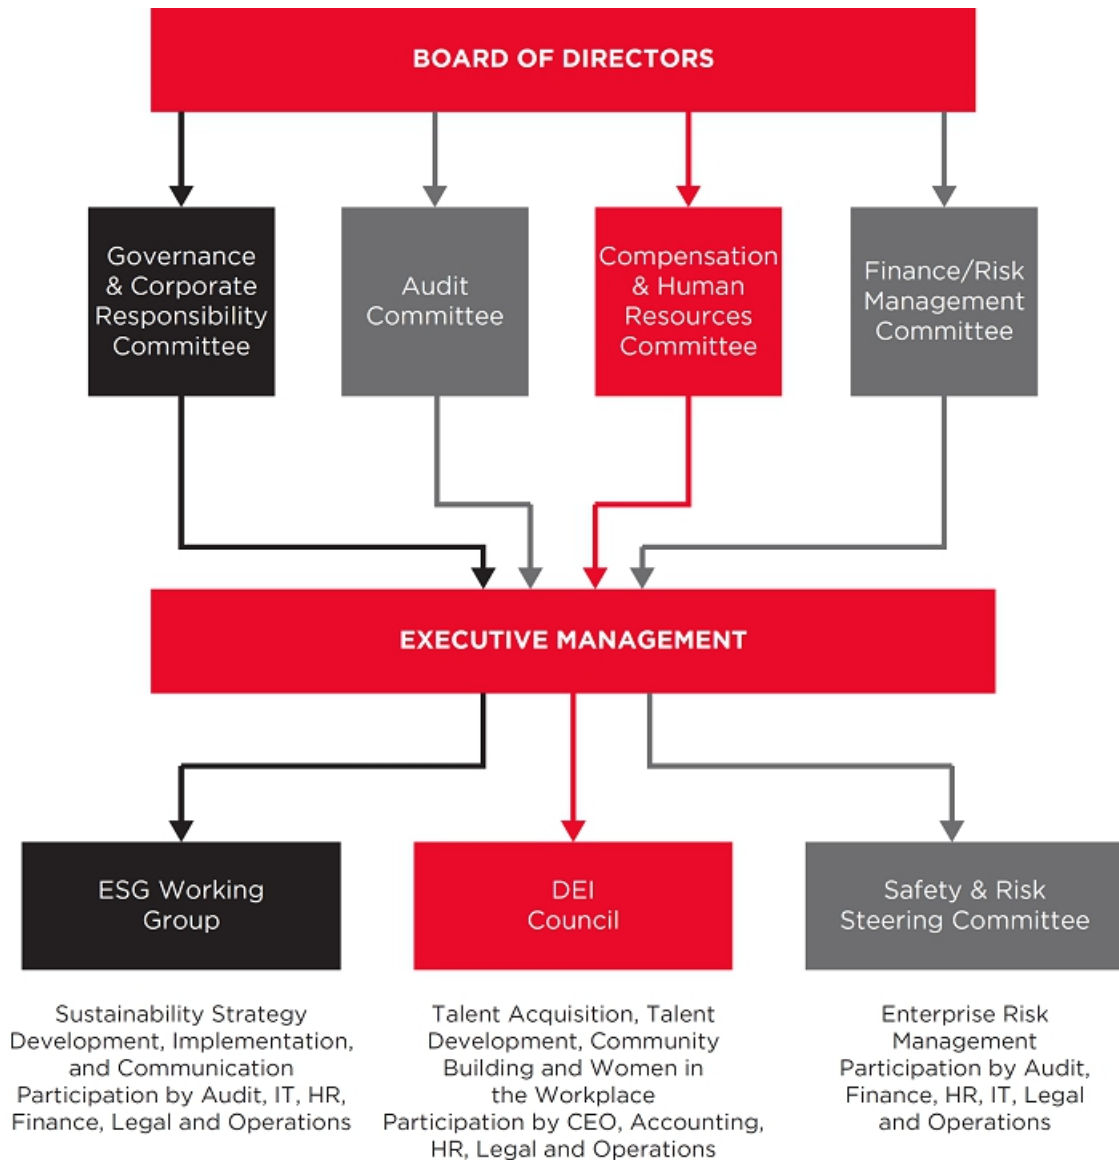 BOARD OF DIRECTORS
Governance
& Corporate
Responsibility
Committee
Audit
Committee
Compensation
& Human
Resources
Committee
Finance/Risk
Management
Committee
EXECUTIVE MANAGEMENT
ESG Working
Group
DEI
Council
Safety & Risk
Steering Committee
Sustainability Strategy
Development, Implementation,
and Communication
Participation by Audit, IT, HR,
Finance, Legal and Operations
Talent Acquisition, Talent
Development, Community
Building and Women in
the Workplace
Participation by CEO, Accounting,
HR, Legal and Operations
Enterprise Risk
Management
Participation by Audit,
Finance, HR, IT, Legal
and Operations